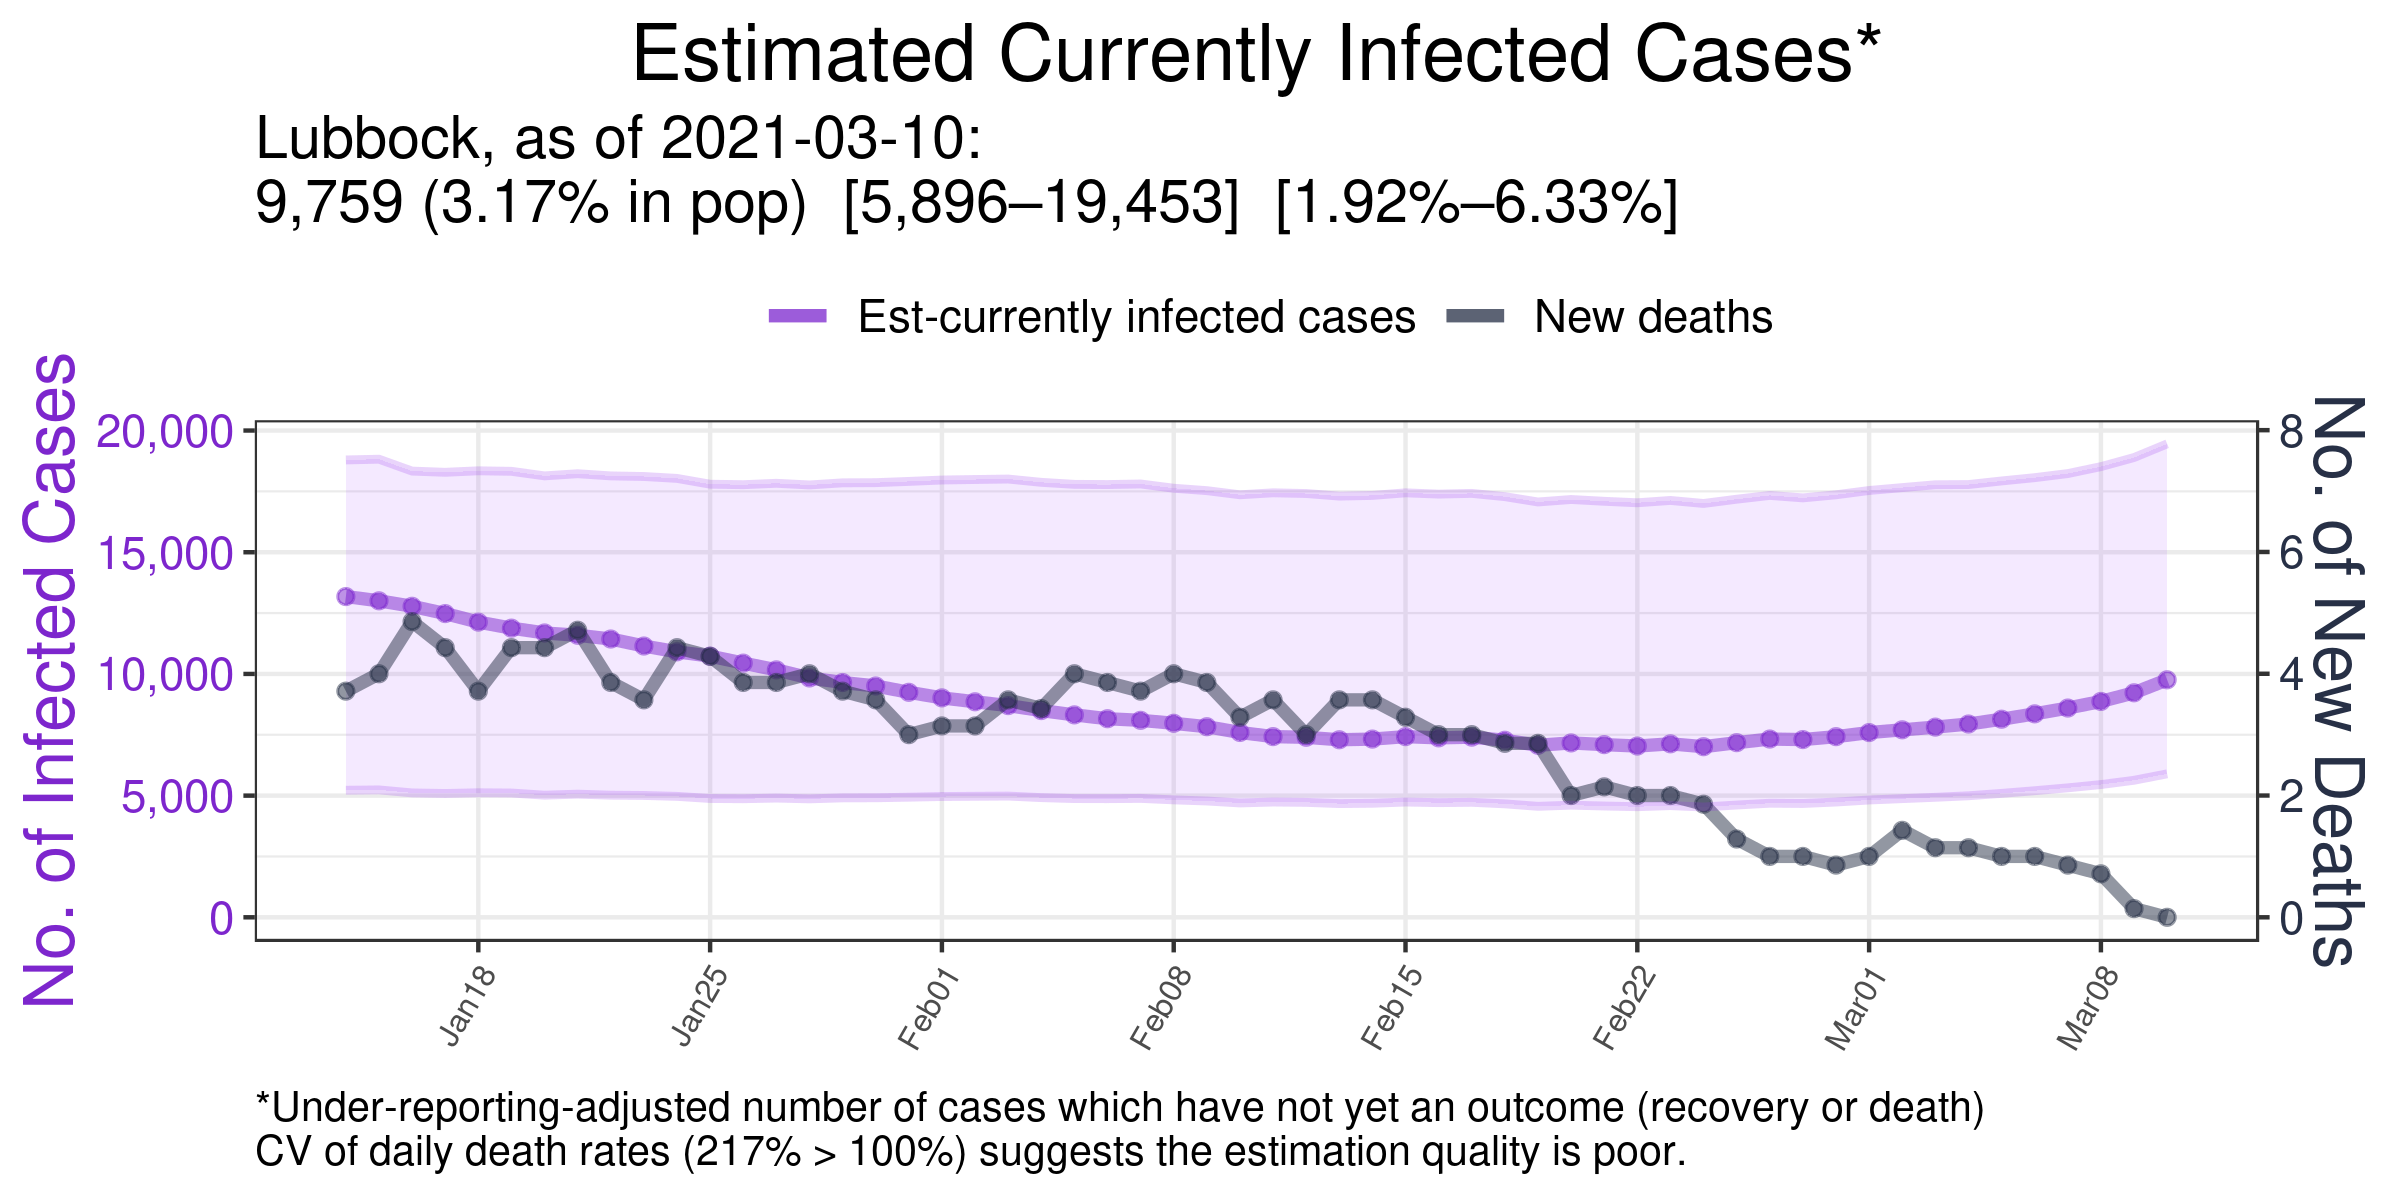 Estimated Currently Infected Cases*
Lubbock, as of 2021-03-10:
9,759 (3.17% in pop)  [5,896–19,453]  [1.92%–6.33%]
Est-currently infected cases
New deaths
No. of Infected Cases
20,000
15,000
10,000
5,000
0
8
6
4
2
0
No. of New Deaths
Jan18
Jan25
Feb01
Feb08
Feb15
Feb22
Mar01
Mar08
*Under-reporting-adjusted number of cases which have not yet an outcome (recovery or death)
CV of daily death rates (217% > 100%) suggests the estimation quality is poor.